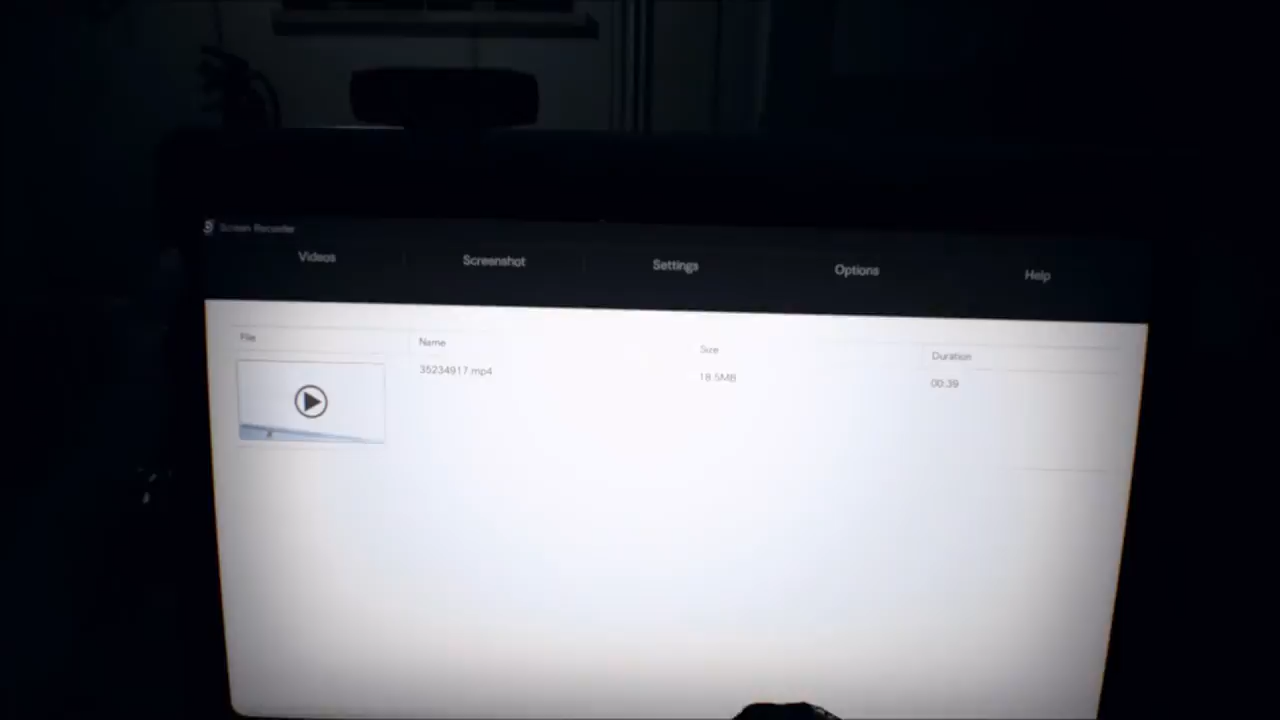 Screen Recorder
Videos Screenshot Settings Options Help
File Name Size Duration
35234917.mp4 18.5MB 00:39